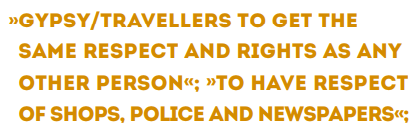 »GYPSY/TRAVELLERS TO GET THE
SAME RESPECT AND RIGHTS AS ANY
OTHER PERSON«; »TO HAVE RESPECT
OF SHOPS, POLICE AND NEWSPAPERS«;